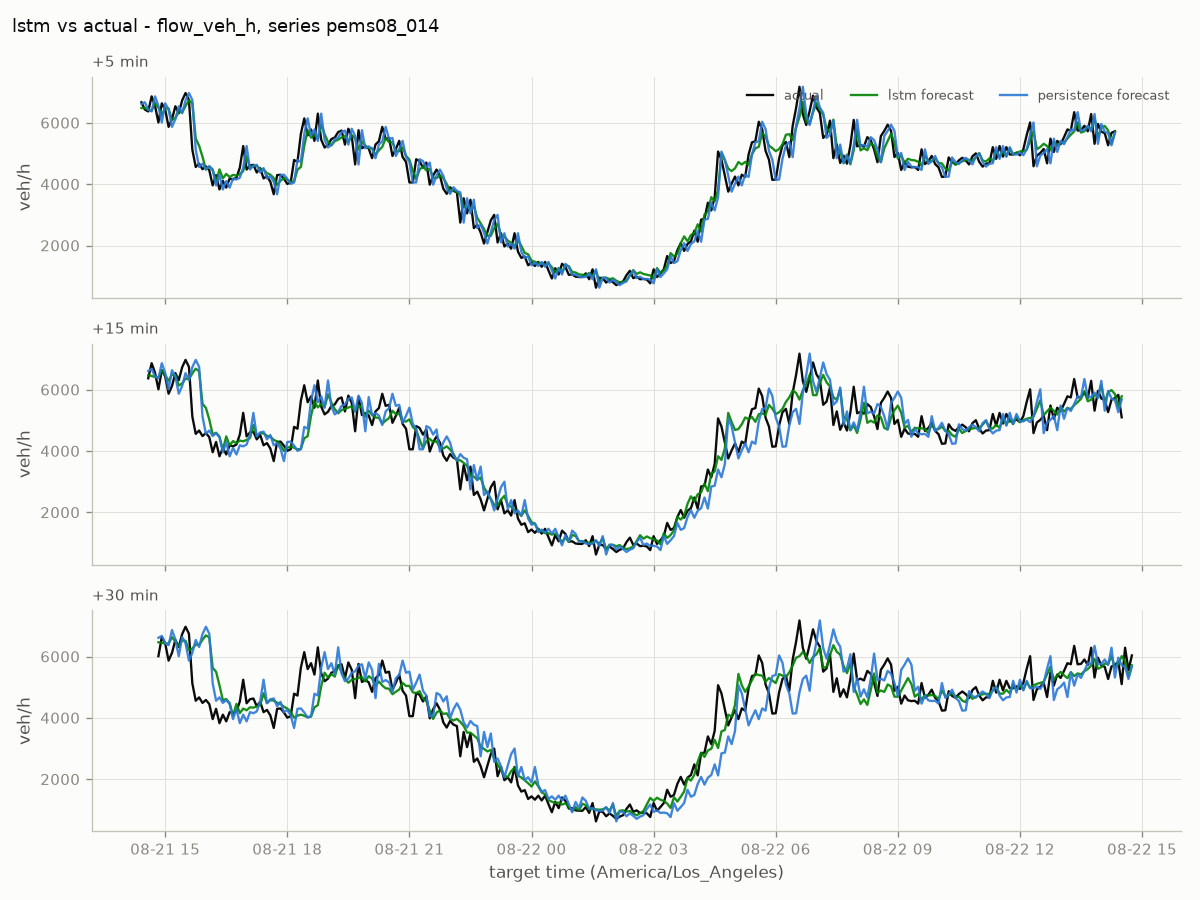 lstm vs actual - flow_veh_h, series pems08_014
+5 min
actual lstm forecast persistence forecast
6000
4000
2000
veh/h
+15 min
6000
4000
2000
veh/h
+30 min
6000
4000
2000
veh/h
08-21 15 08-21 18 08-21 21 08-22 00 08-22 03 08-22 06 08-22 09 08-22 12 08-22 15
target time (America/Los_Angeles)